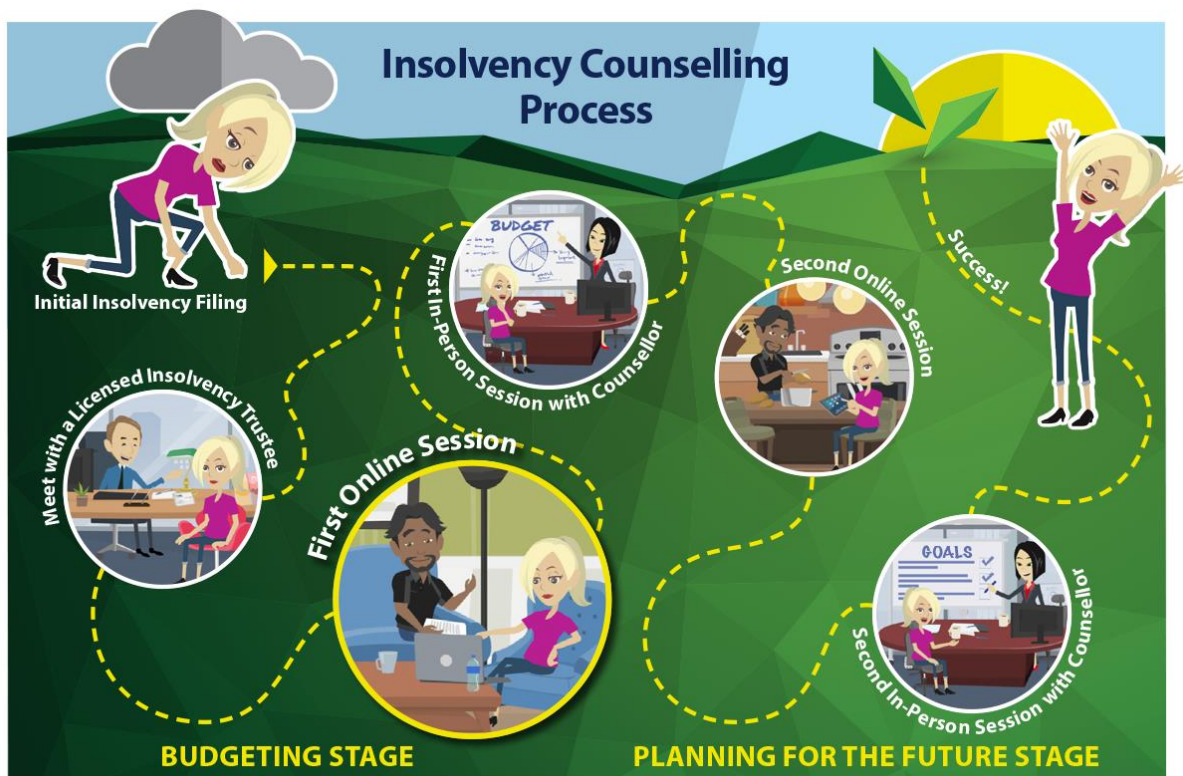 Insolvency Counselling
Process
Initial Insolvency Filing
Meet with a Licensed Insolvency Trustee
First Online Session
BUDGET
First In-Person Session with Counsellor
Second Online Session
GOALS
Second In-Person Session with Counsellor
Success!
BUDGETING STAGE
PLANNING FOR THE FUTURE STAGE